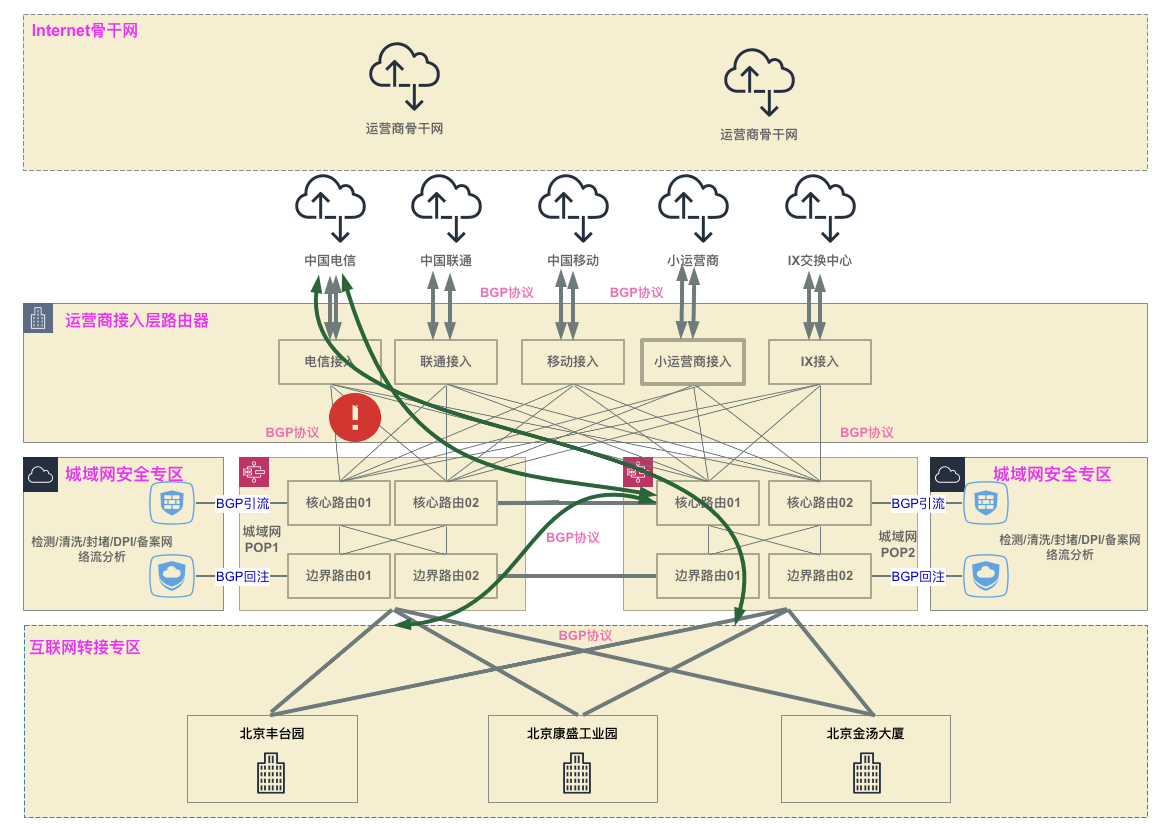 Internet骨干网
运营商骨干网
运营商骨干网
中国电信
中国联通
中国移动
小运营商
IX交换中心
BGP协议
BGP协议
运营商接入层路由器
电信接入
联通接入
移动接入
小运营商接入
IX接入
!
BGP协议
BGP协议
城域网安全专区
城域网安全专区
核心路由01
核心路由02
核心路由01
核心路由02
BGP引流
BGP引流
检测/清洗/封堵/DPI/备案网
络流分析
城域网
POP1
BGP协议
城域网
POP2
检测/清洗/封堵/DPI/备案网
络流分析
BGP回注
边界路由01
边界路由02
边界路由01
边界路由02
BGP回注
BGP协议
互联网转接专区
北京丰台园
北京康盛工业园
北京金汤大厦